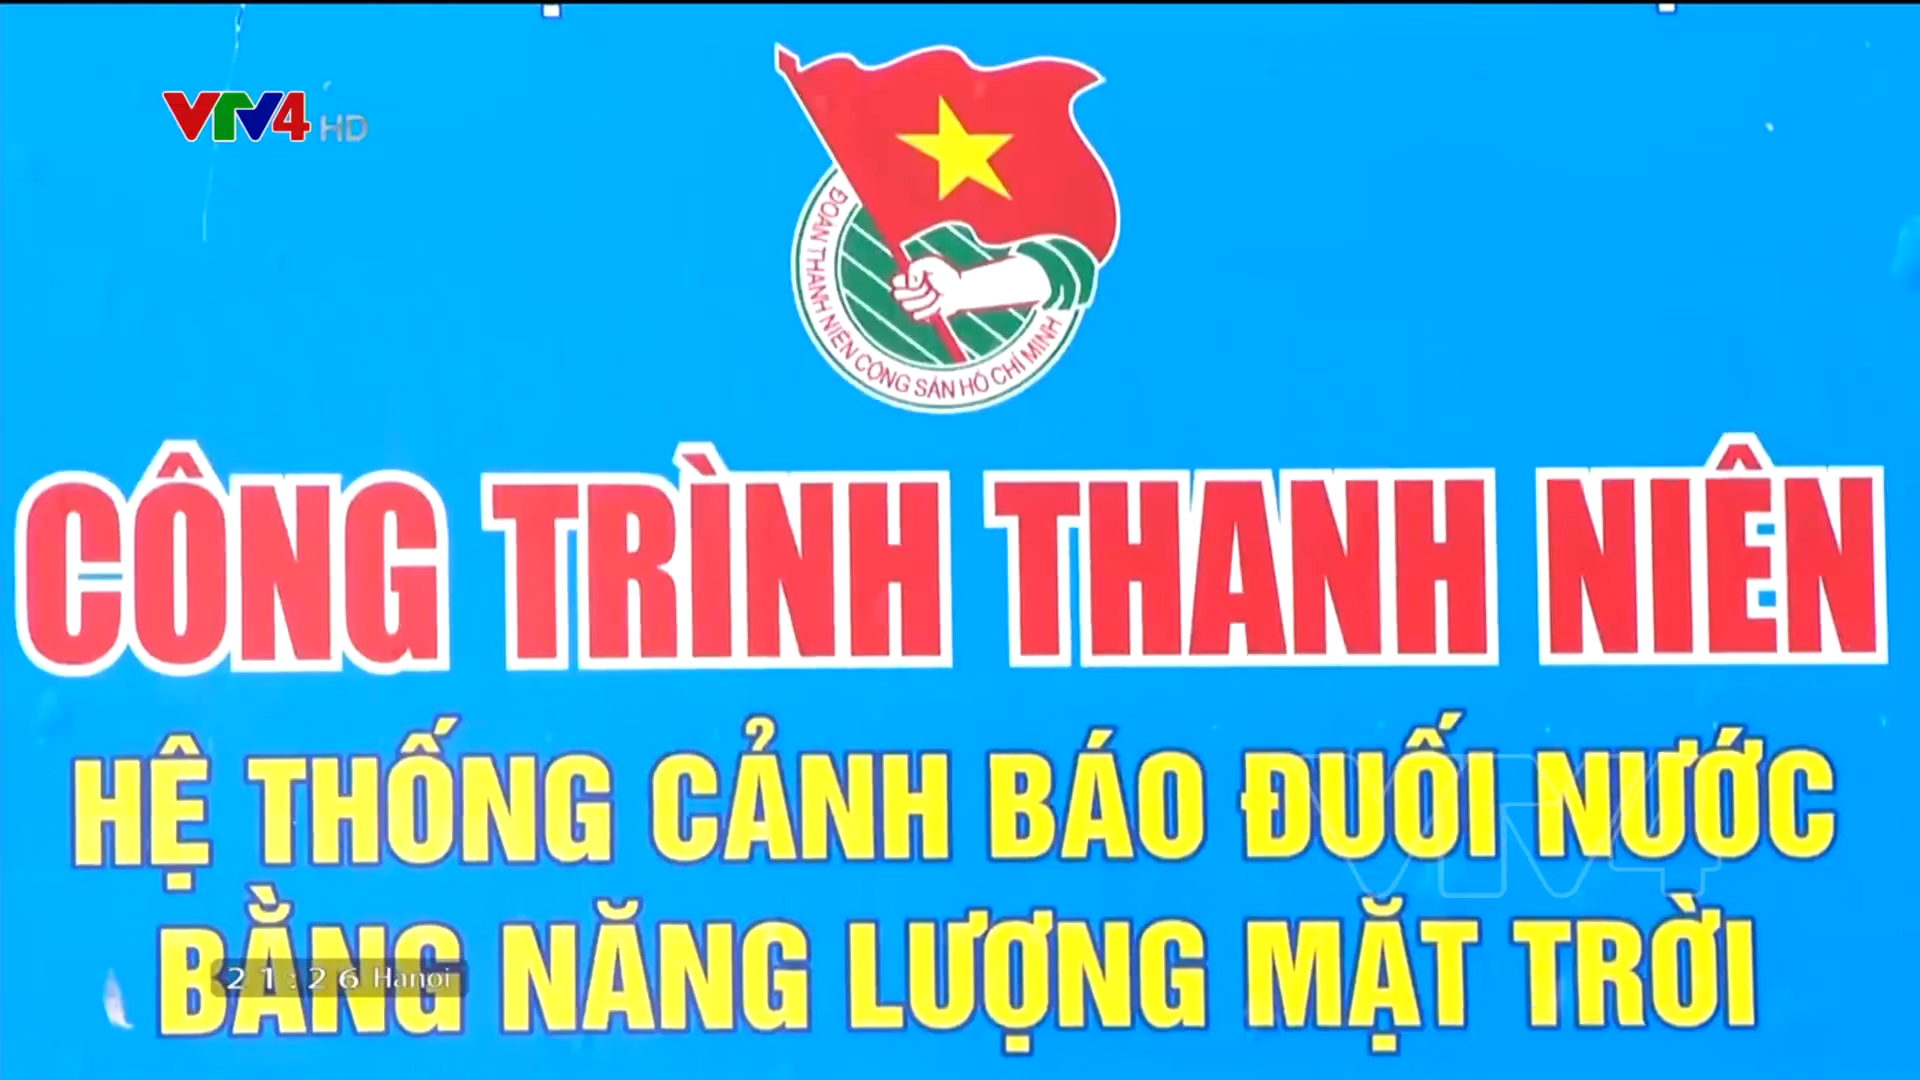 VTV4 HD
ĐOÀN THANH NIÊN CỘNG SẢN HỒ CHÍ MINH
CÔNG TRÌNH THANH NIÊN
HỆ THỐNG CẢNH BÁO ĐUỐI NƯỚC
VTV4
BẰNG NĂNG LƯỢNG MẶT TRỜI
21:26 Hanoi